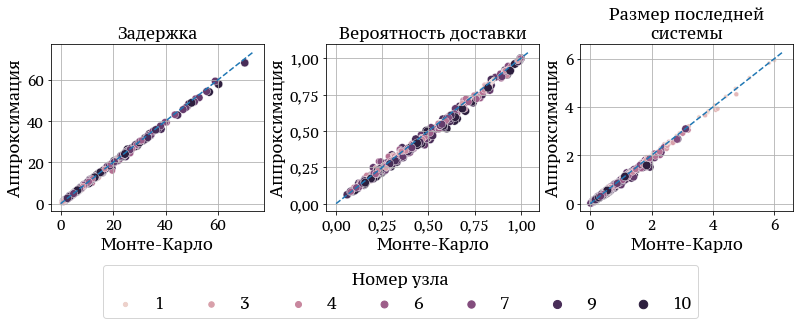 Задержка
Аппроксимация
60
40
20
0
0 20 40 60
Монте-Карло
Вероятность доставки
Аппроксимация
1,00
0,75
0,50
0,25
0,00
0,00 0,25 0,50 0,75 1,00
Монте-Карло
Размер последней
системы
Аппроксимация
6
4
2
0
0 2 4 6
Монте-Карло
Номер узла
1 3 4 6 7 9 10